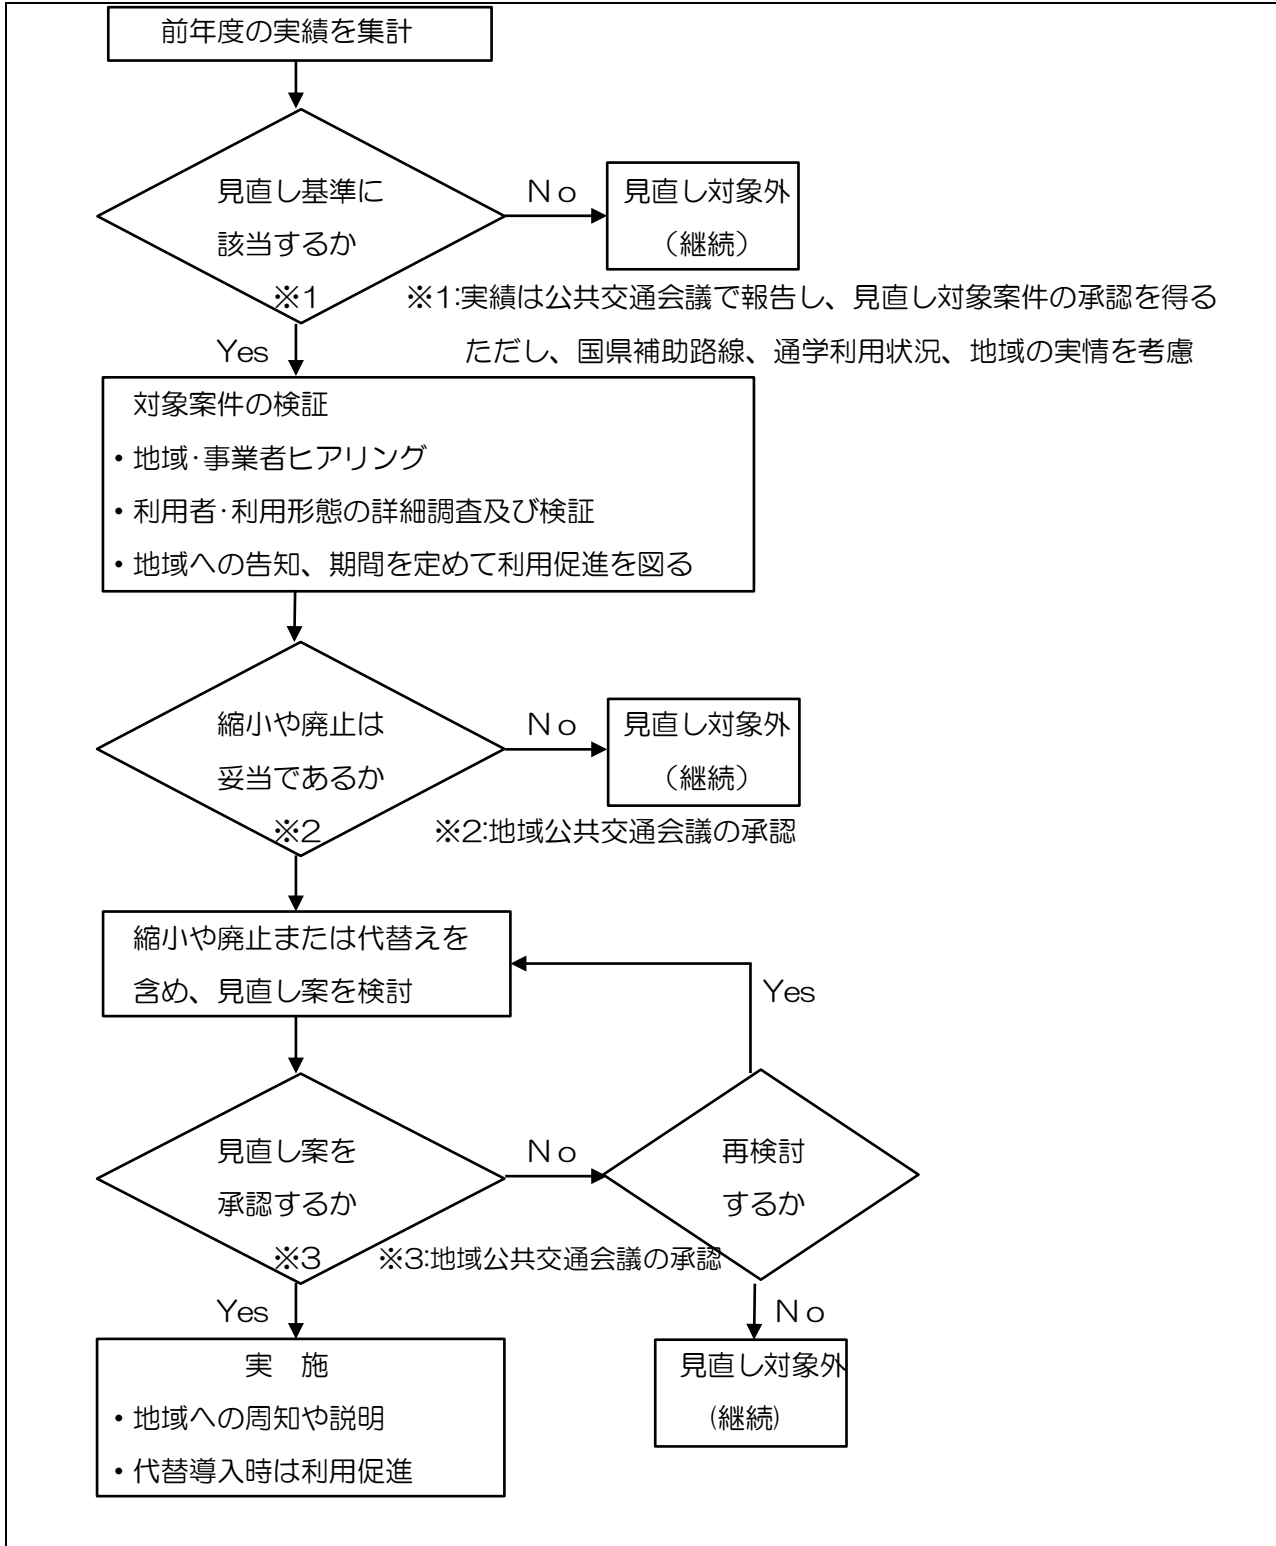 前年度の実績を集計
見直し基準に
該当するか
※1
No
見直し対象外
（継続）
※1:実績は公共交通会議で報告し、見直し対象案件の承認を得る
ただし、国県補助路線、通学利用状況、地域の実情を考慮
Yes
対象案件の検証
・地域･事業者ヒアリング
・利用者･利用形態の詳細調査及び検証
・地域への告知、期間を定めて利用促進を図る
縮小や廃止は
妥当であるか
※2
No
見直し対象外
（継続）
※2:地域公共交通会議の承認
縮小や廃止または代替えを
含め、見直し案を検討
Yes
見直し案を
承認するか
※3
No
再検討
するか
※3:地域公共交通会議の承認
Yes
No
実　施
・地域への周知や説明
・代替導入時は利用促進
見直し対象外
(継続)